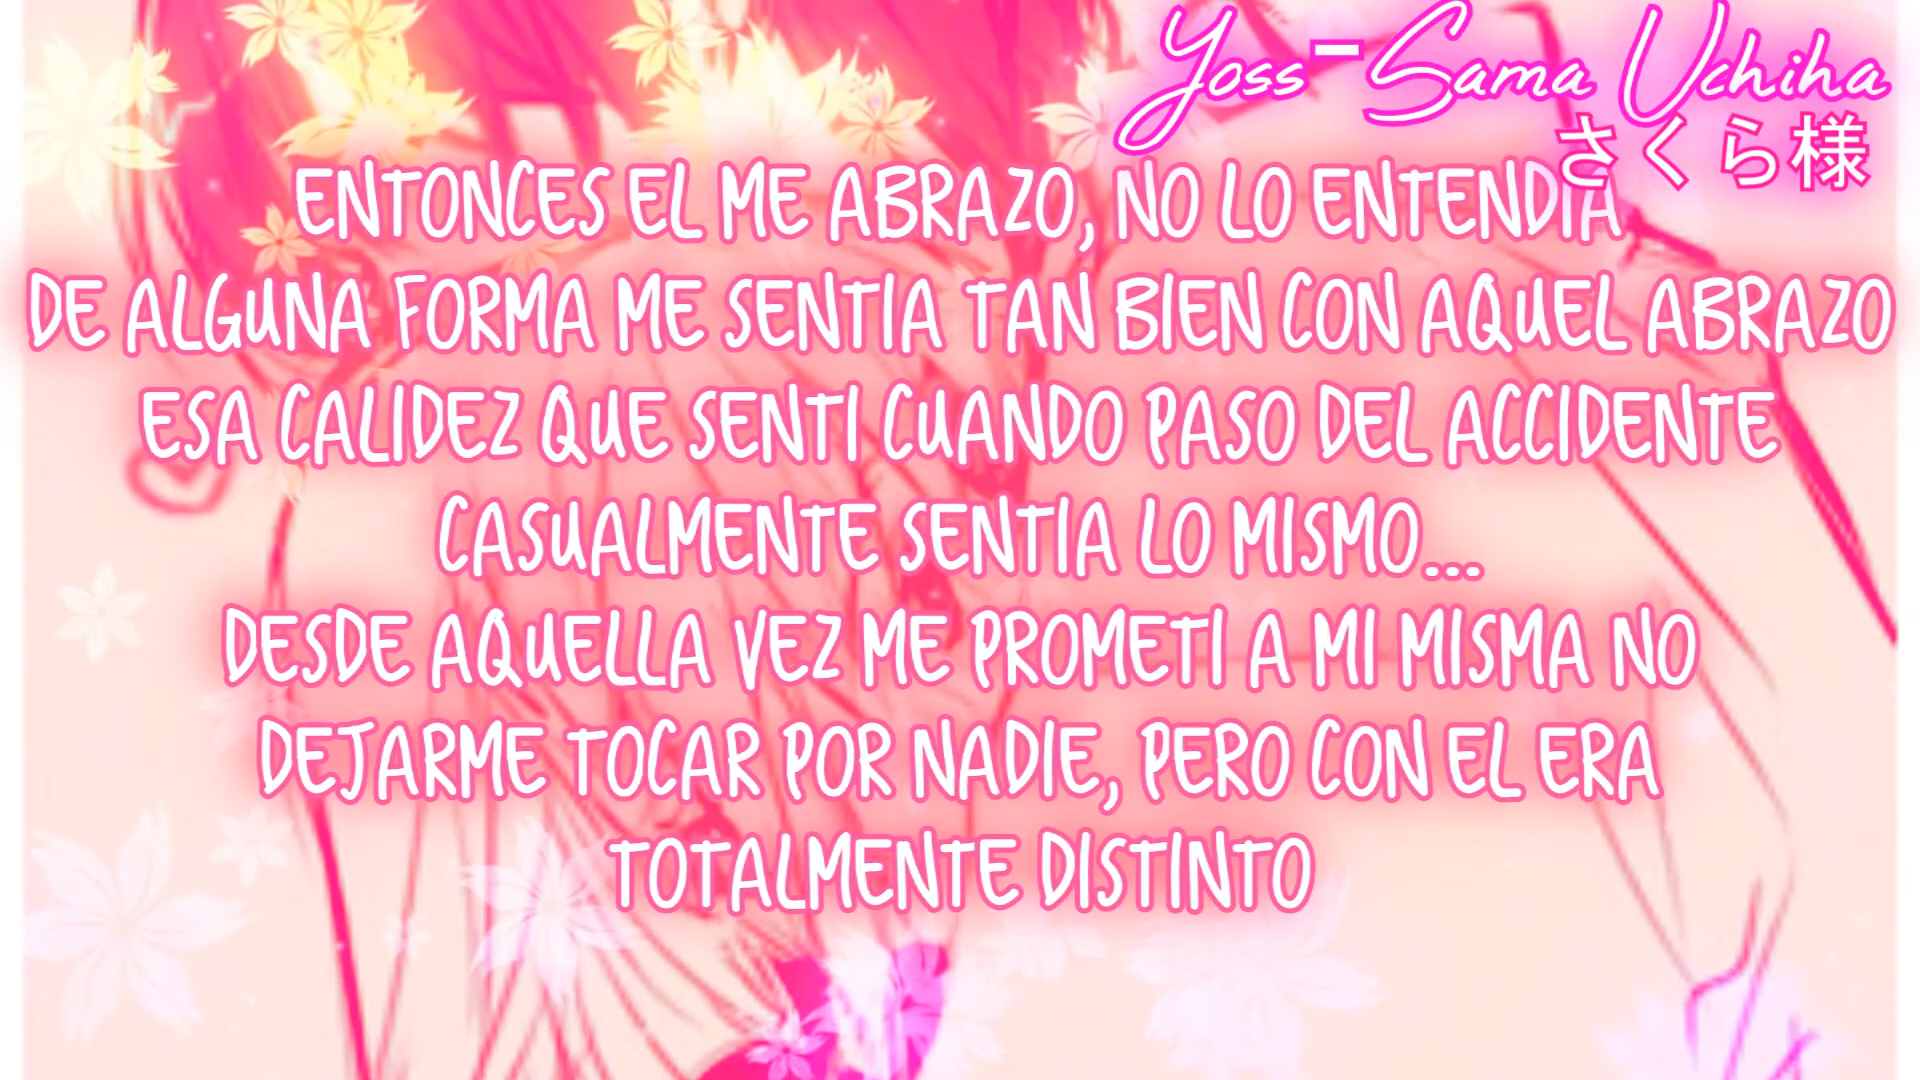 Yoss-Sama Uchiha
さくら様
ENTONCES EL ME ABRAZO, NO LO ENTENDIA
DE ALGUNA FORMA ME SENTIA TAN BIEN CON AQUEL ABRAZO
ESA CALIDEZ QUE SENTI CUANDO PASO DEL ACCIDENTE
CASUALMENTE SENTIA LO MISMO...
DESDE AQUELLA VEZ ME PROMETI A MI MISMA NO
DEJARME TOCAR POR NADIE, PERO CON EL ERA
TOTALMENTE DISTINTO